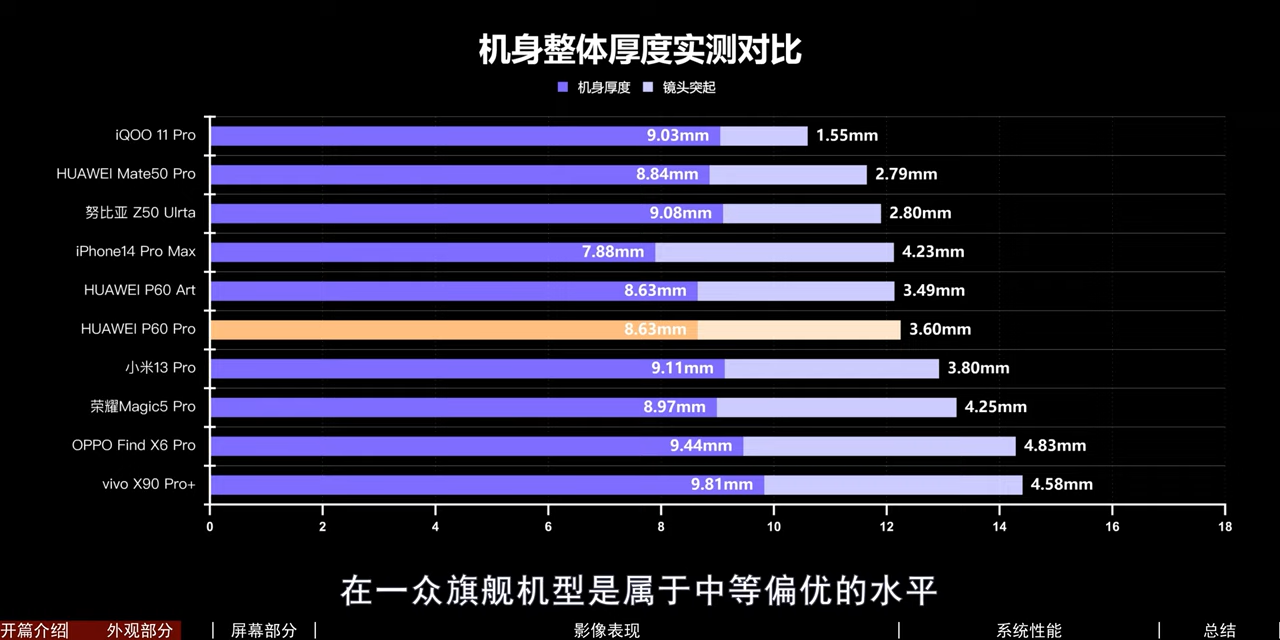 机身整体厚度实测对比
机身厚度 镜头突起
iQOO 11 Pro 9.03mm 1.55mm
HUAWEI Mate50 Pro 8.84mm 2.79mm
努比亚 Z50 Ulrta 9.08mm 2.80mm
iPhone14 Pro Max 7.88mm 4.23mm
HUAWEI P60 Art 8.63mm 3.49mm
HUAWEI P60 Pro 8.63mm 3.60mm
小米13 Pro 9.11mm 3.80mm
荣耀Magic5 Pro 8.97mm 4.25mm
OPPO Find X6 Pro 9.44mm 4.83mm
vivo X90 Pro+ 9.81mm 4.58mm
0 2 4 6 8 10 12 14 16 18
在一众旗舰机型是属于中等偏优的水平
开篇介绍| 外观部分 | 屏幕部分 | 影像表现 | 系统性能 | 总结